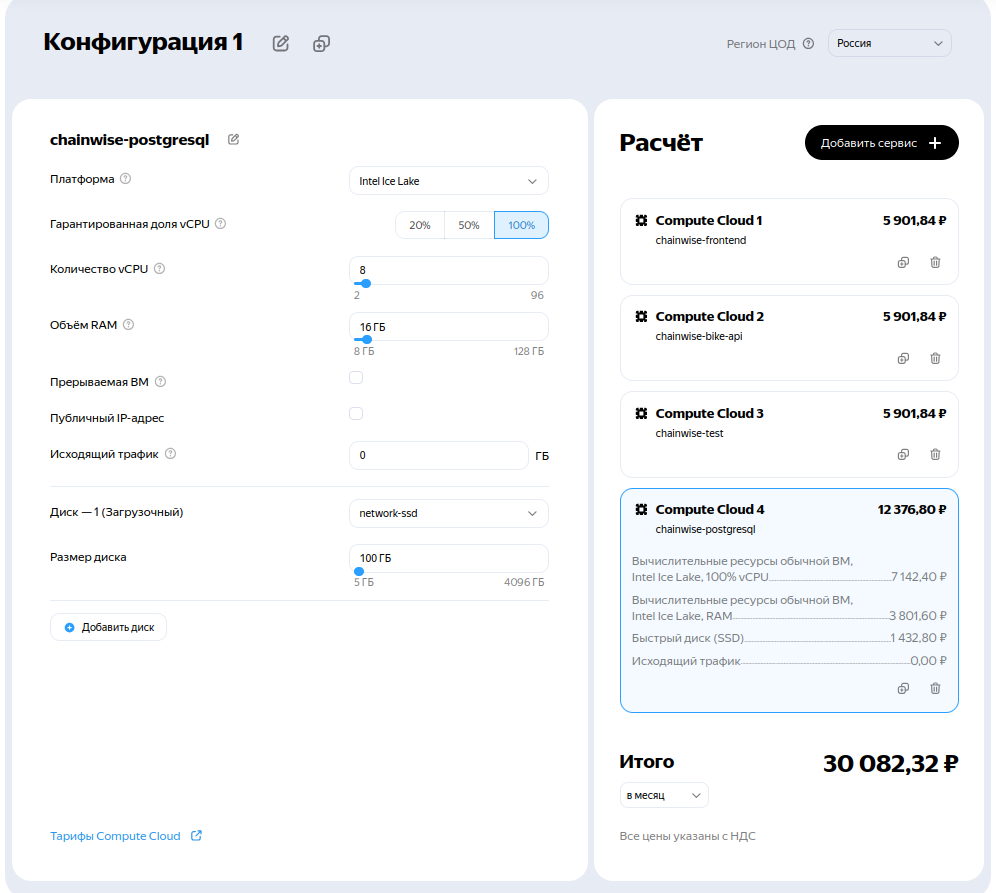 Конфигурация 1
Регион ЦОД
Россия
chainwise-postgresql
Платформа
Intel Ice Lake
Гарантированная доля vCPU
20%
50%
100%
Количество vCPU
8
2
96
Объём RAM
16 ГБ
8 ГБ
128 ГБ
Прерываемая ВМ
Публичный IP-адрес
Исходящий трафик
0
ГБ
Диск — 1 (Загрузочный)
network-ssd
Размер диска
100 ГБ
5 ГБ
4096 ГБ
Добавить диск
Тарифы Compute Cloud
Расчёт
Добавить сервис
Compute Cloud 1
5 901,84 ₽
chainwise-frontend
Compute Cloud 2
5 901,84 ₽
chainwise-bike-api
Compute Cloud 3
5 901,84 ₽
chainwise-test
Compute Cloud 4
12 376,80 ₽
chainwise-postgresql
Вычислительные ресурсы обычной ВМ,
Intel Ice Lake, 100% vCPU
7 142,40 ₽
Вычислительные ресурсы обычной ВМ,
Intel Ice Lake, RAM
3 801,60 ₽
Быстрый диск (SSD)
1 432,80 ₽
Исходящий трафик
0,00 ₽
Итого
30 082,32 ₽
в месяц
Все цены указаны с НДС